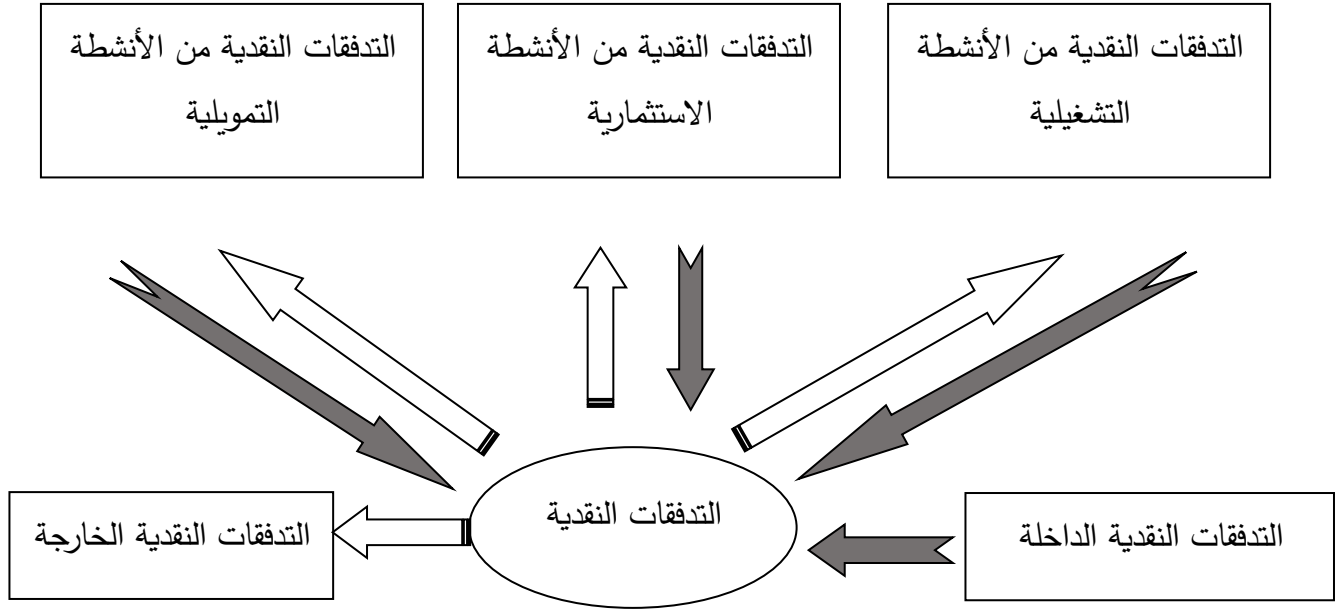 التدفقات النقدية من الأنشطة
التشغيلية
التدفقات النقدية من الأنشطة
الاستثمارية
التدفقات النقدية من الأنشطة
التمويلية
التدفقات النقدية الداخلة
التدفقات النقدية
التدفقات النقدية الخارجة